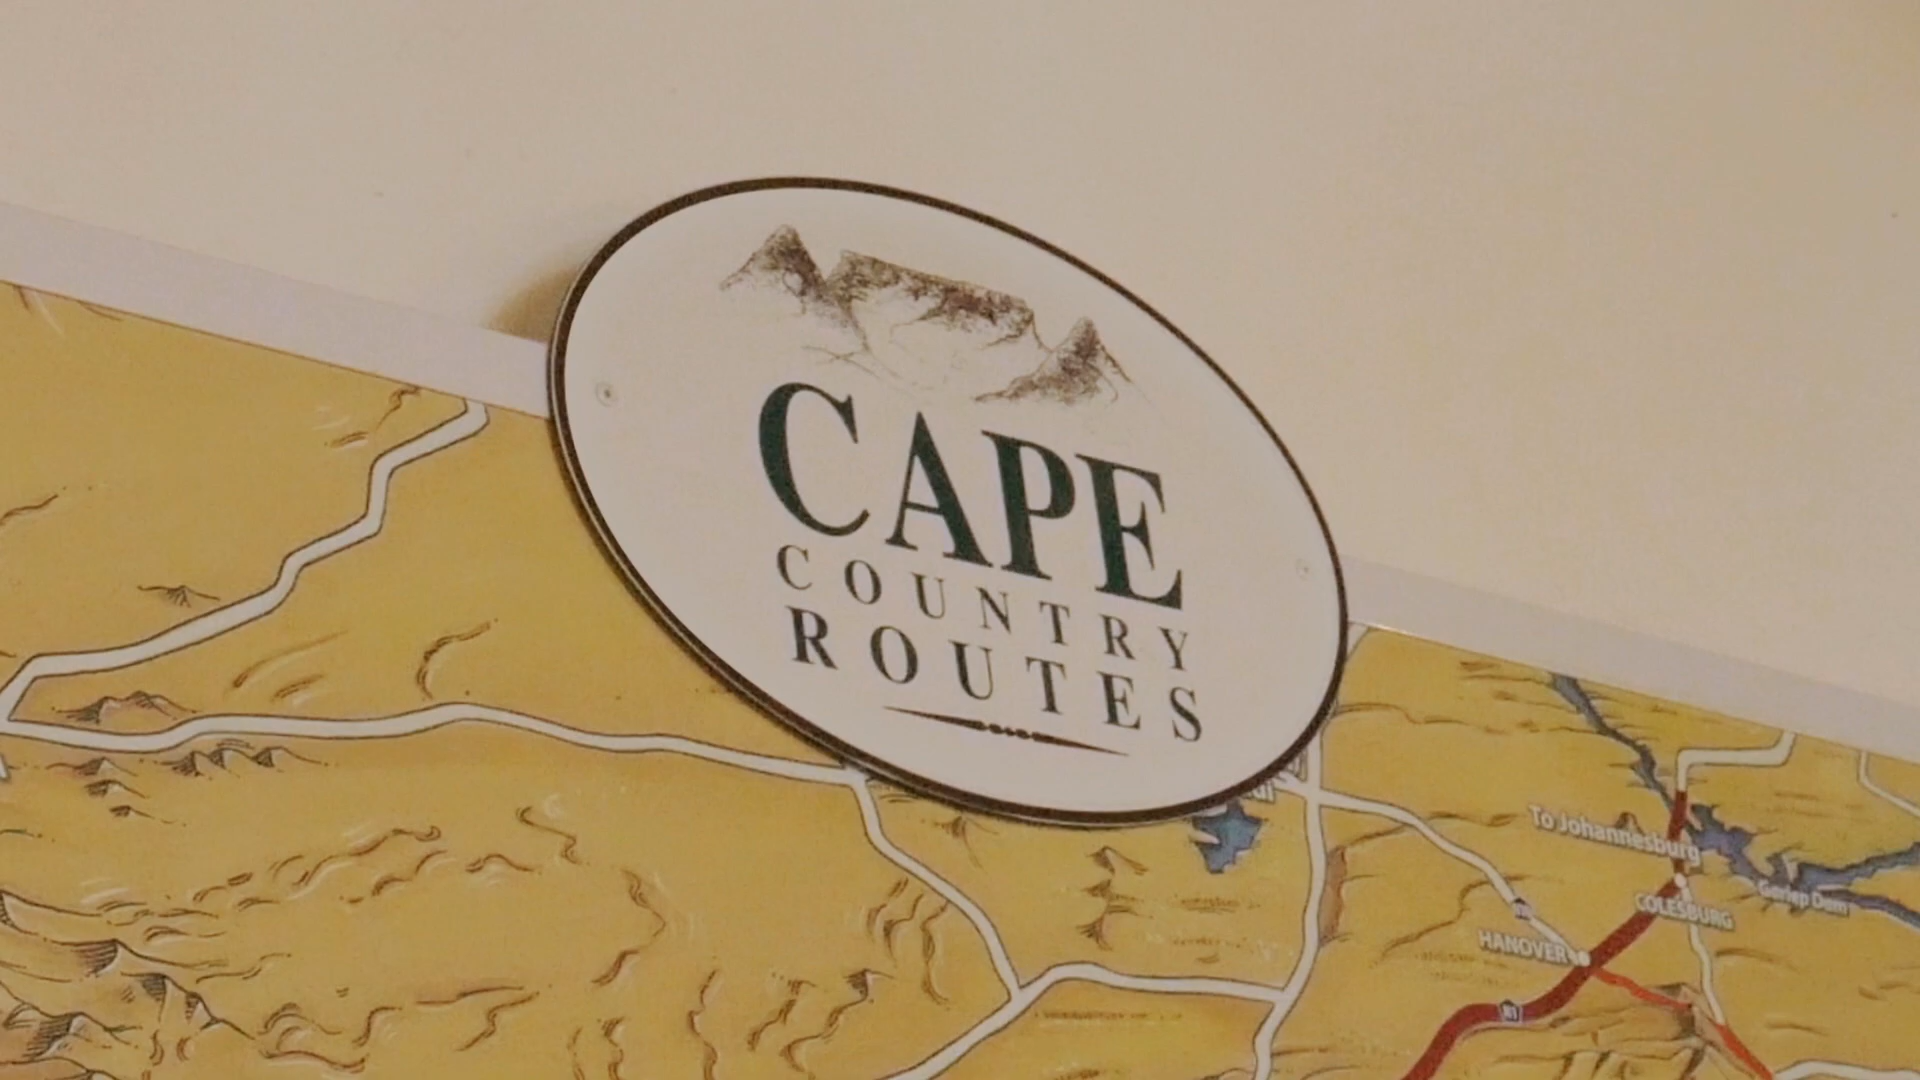 CAPE
COUNTRY
ROUTES
To Johannesburg
Gariep Dam
COLESBURG
HANOVER
N1